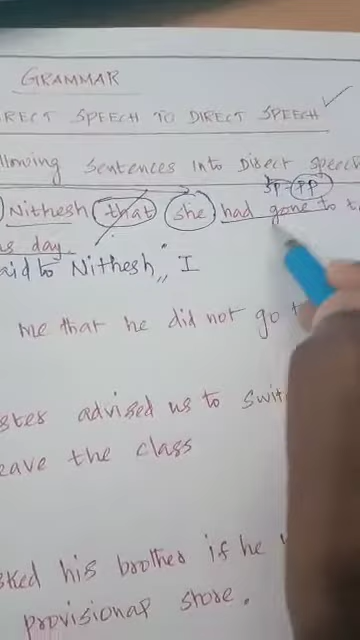 GRAMMAR
RECT SPEECH TO DIRECT SPEECH
llowing Sentences into Direct speech
SP - PP
Nithesh that she had gone to t
us day.
aid to Nithesh,, "I
me that he did not go t
ster advised us to swit
eave the class
sked his brother if he
provisional store.